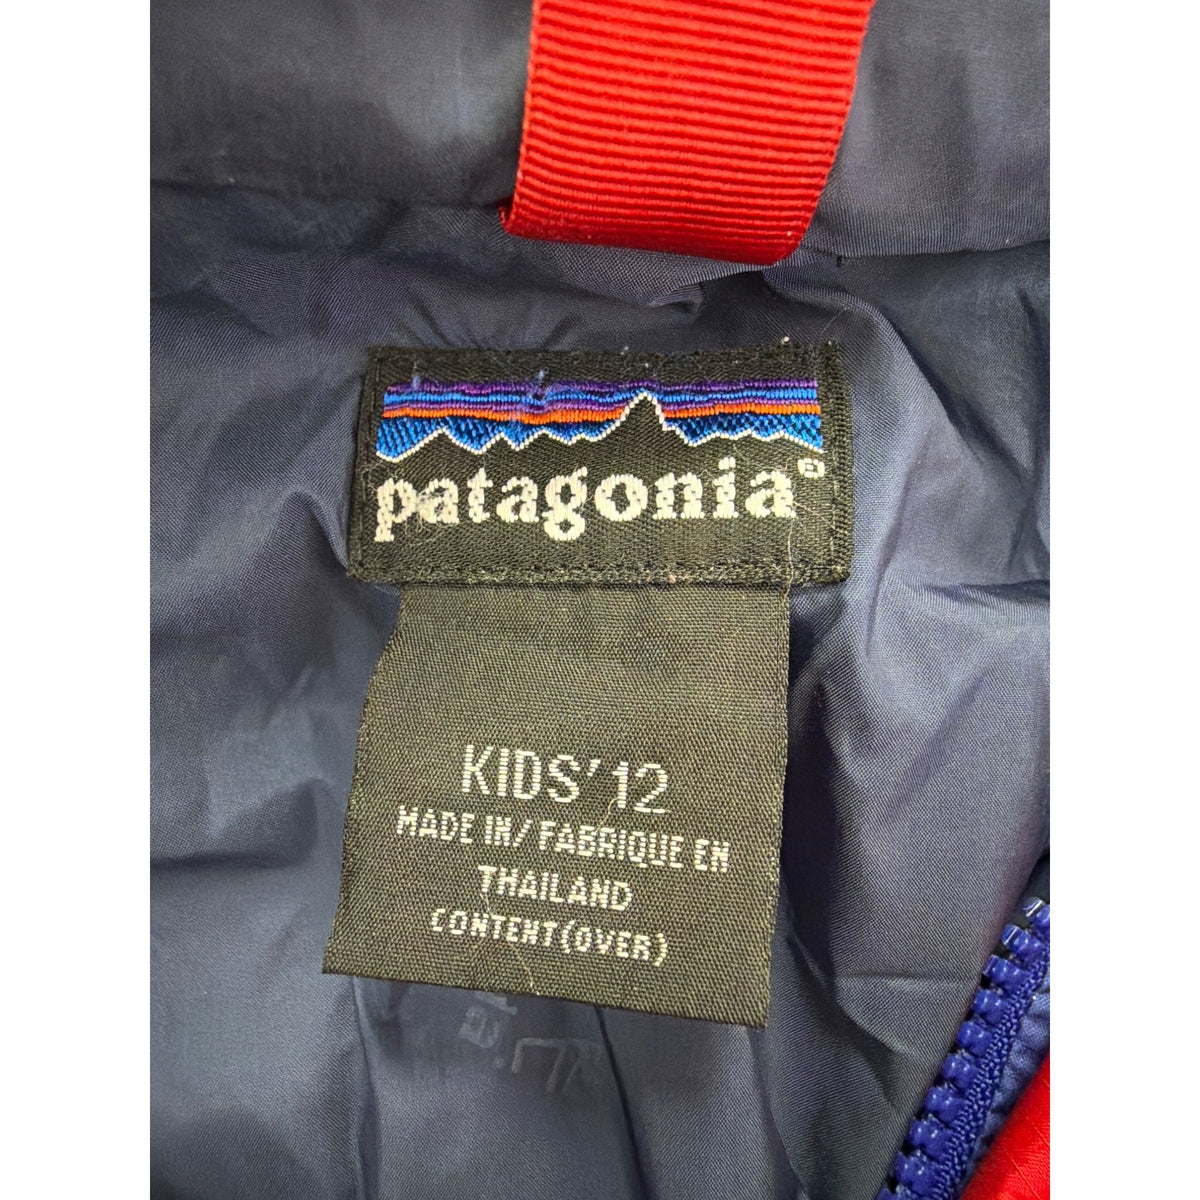 patagonia®
KIDS' 12
MADE IN/FABRIQUE EN
THAILAND
CONTENT(OVER)